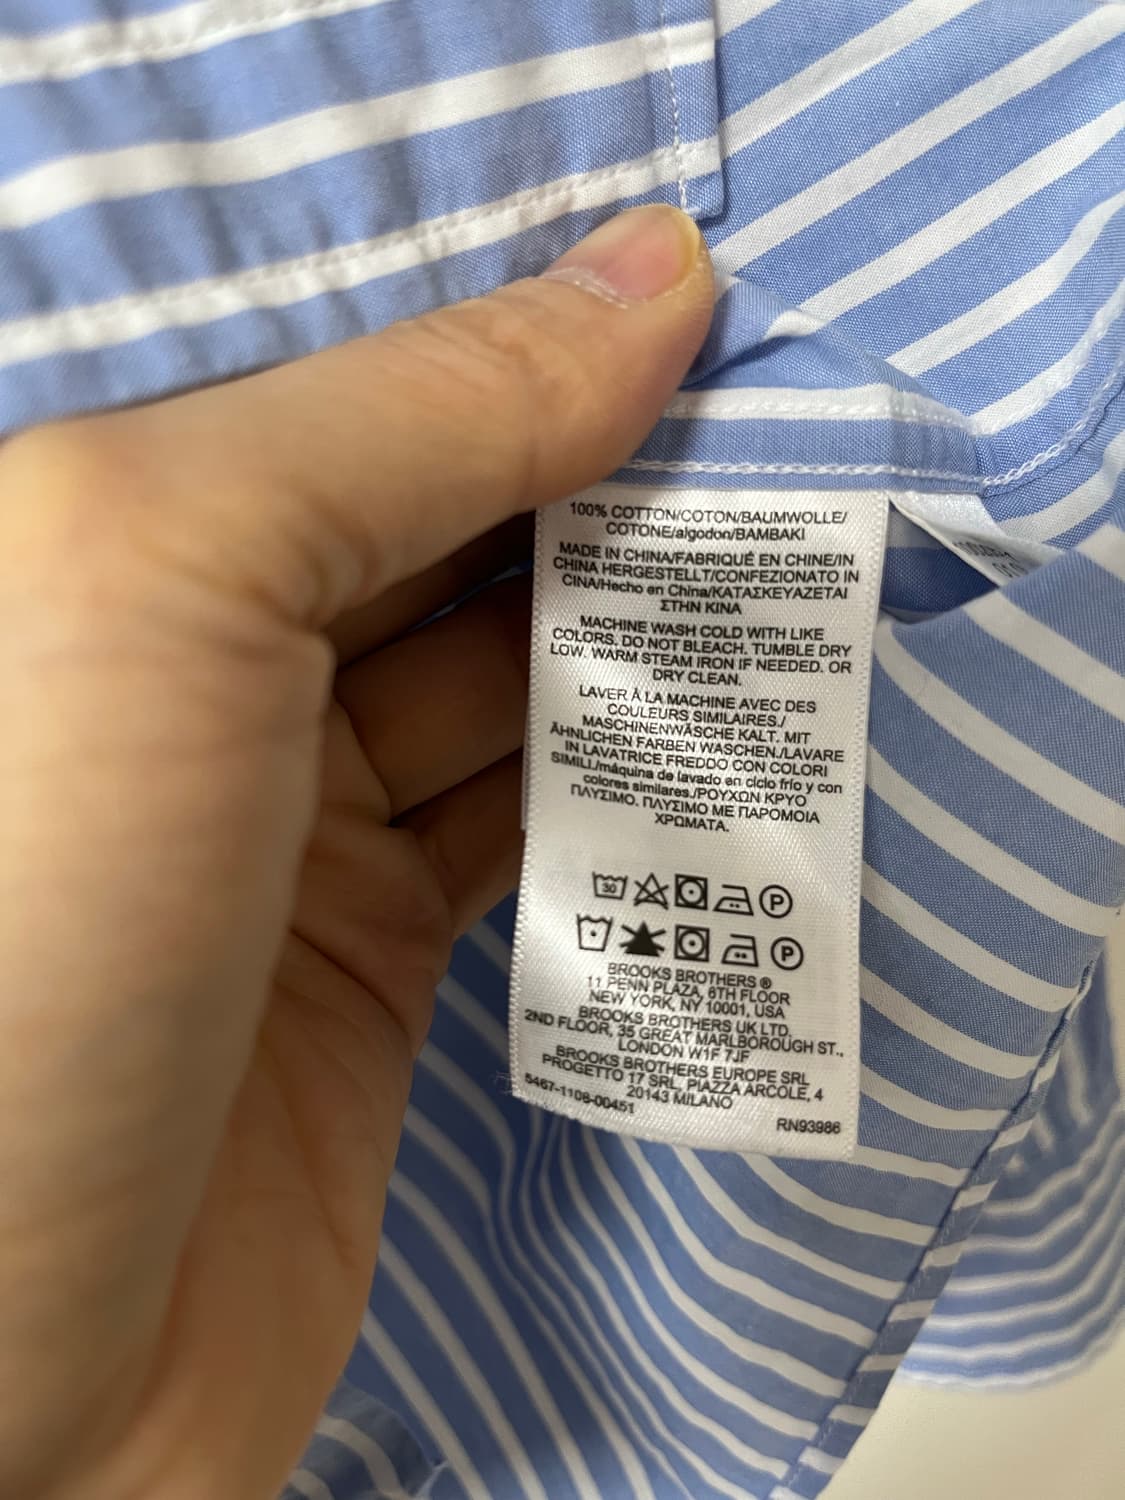 100% COTTON/COTON/BAUMWOLLE/
COTONE/algodon/BAMBAKI
MADE IN CHINA/FABRIQUÉ EN CHINE/IN
CHINA HERGESTELLT/CONFEZIONATO IN
CINA/Hecho en China/ΚΑΤΑΣΚΕΥΑΖΕΤΑΙ
ΣΤΗΝ ΚΙΝΑ
MACHINE WASH COLD WITH LIKE
COLORS. DO NOT BLEACH. TUMBLE DRY
LOW. WARM STEAM IRON IF NEEDED. OR
DRY CLEAN.
LAVER À LA MACHINE AVEC DES
COULEURS SIMILAIRES./
MASCHINENWÄSCHE KALT. MIT
ÄHNLICHEN FARBEN WASCHEN./LAVARE
IN LAVATRICE FREDDO CON COLORI
SIMILI./máquina de lavado en ciclo frío y con
colores similares./ΡΟΥΧΩΝ ΚΡΥΟ
ΠΛΥΣΙΜΟ. ΠΛΥΣΙΜΟ ΜΕ ΠΑΡΟΜΟΙΑ
ΧΡΩΜΑΤΑ.
30 P
P
BROOKS BROTHERS ®
11 PENN PLAZA, 6TH FLOOR
NEW YORK, NY 10001, USA
BROOKS BROTHERS UK LTD.
2ND FLOOR, 35 GREAT MARLBOROUGH ST.,
LONDON W1F 7JF
BROOKS BROTHERS EUROPE SRL
PROGETTO 17 SRL, PIAZZA ARCOLE, 4
20143 MILANO
5467-1108-00451
RN93986